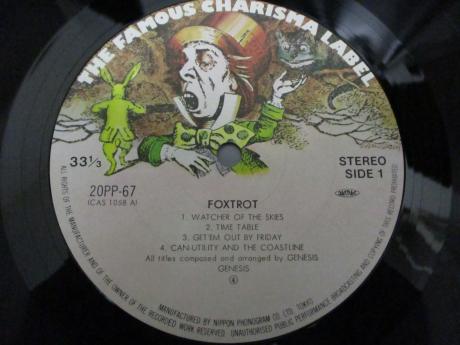 THE FAMOUS CHARISMA LABEL
33⅓
STEREO
SIDE 1
20PP-67
(CAS 1058 A)
FOXTROT
1. WATCHER OF THE SKIES
2. TIME TABLE
3. GET'EM OUT BY FRIDAY
4. CAN-UTILITY AND THE COASTLINE
All titles composed and arranged by GENESIS
GENESIS
ALL RIGHTS OF THE MANUFACTURER AND OF THE OWNER OF THE RECORDED WORK RESERVED. UNAUTHORISED PUBLIC PERFORMANCE BROADCASTING AND COPYING OF THIS RECORD PROHIBITED
MANUFACTURED BY NIPPON PHONOGRAM CO. LTD. TOKYO